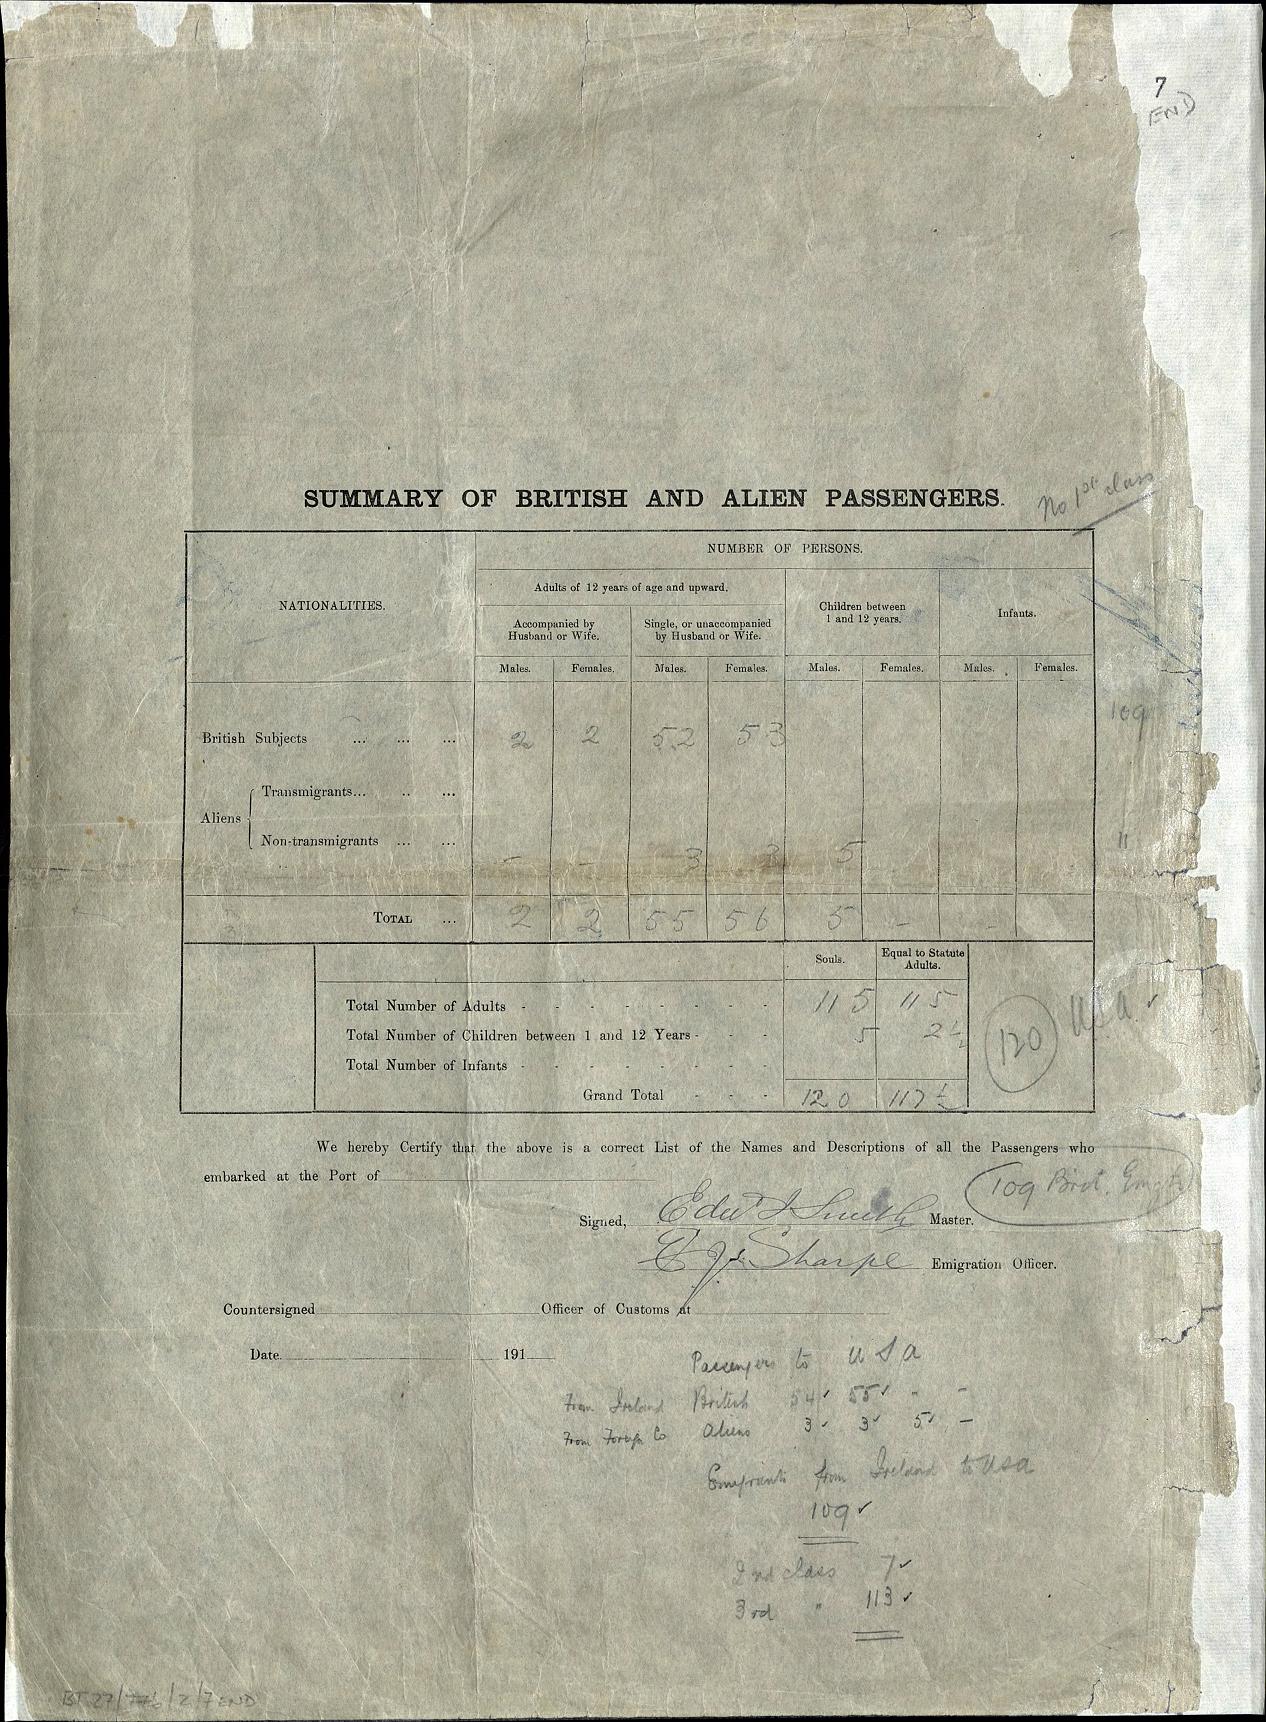 7
END
No 1st class
SUMMARY OF BRITISH AND ALIEN PASSENGERS.
NATIONALITIES.
NUMBER OF PERSONS.
Adults of 12 years of age and upward.
Children between 1 and 12 years.
Infants.
Accompanied by Husband or Wife.
Single, or unaccompanied by Husband or Wife.
Males. Females. Males. Females. Males. Females. Males. Females.
British Subjects ... ... ... 2 2 52 53 109
Aliens
Transmigrants... .. ...
Non-transmigrants ... ... - - 3 3 5 11
TOTAL ... 2 2 55 56 5 - -
Souls. Equal to Statute Adults.
Total Number of Adults - - - - - - - - 115 115
Total Number of Children between 1 and 12 Years - - - 5 2½
Total Number of Infants - - - - - - - -
Grand Total - - - 120 117½
120 USA ✓
We hereby Certify that the above is a correct List of the Names and Descriptions of all the Passengers who
embarked at the Port of
109 Brit.
Signed, Edw J Smith Master.
E J Sharpe Emigration Officer.
Countersigned Officer of Customs at
Date 191
Passengers to USA
From Ireland British 54 ✓ 55 ✓ - -
From Foreign Co Aliens 3 ✓ 3 ✓ 5 ✓ -
Emigrants from Ireland to USA
109 ✓
2nd class 7 ✓
3rd " 113 ✓
BT 27/776/2/7 END